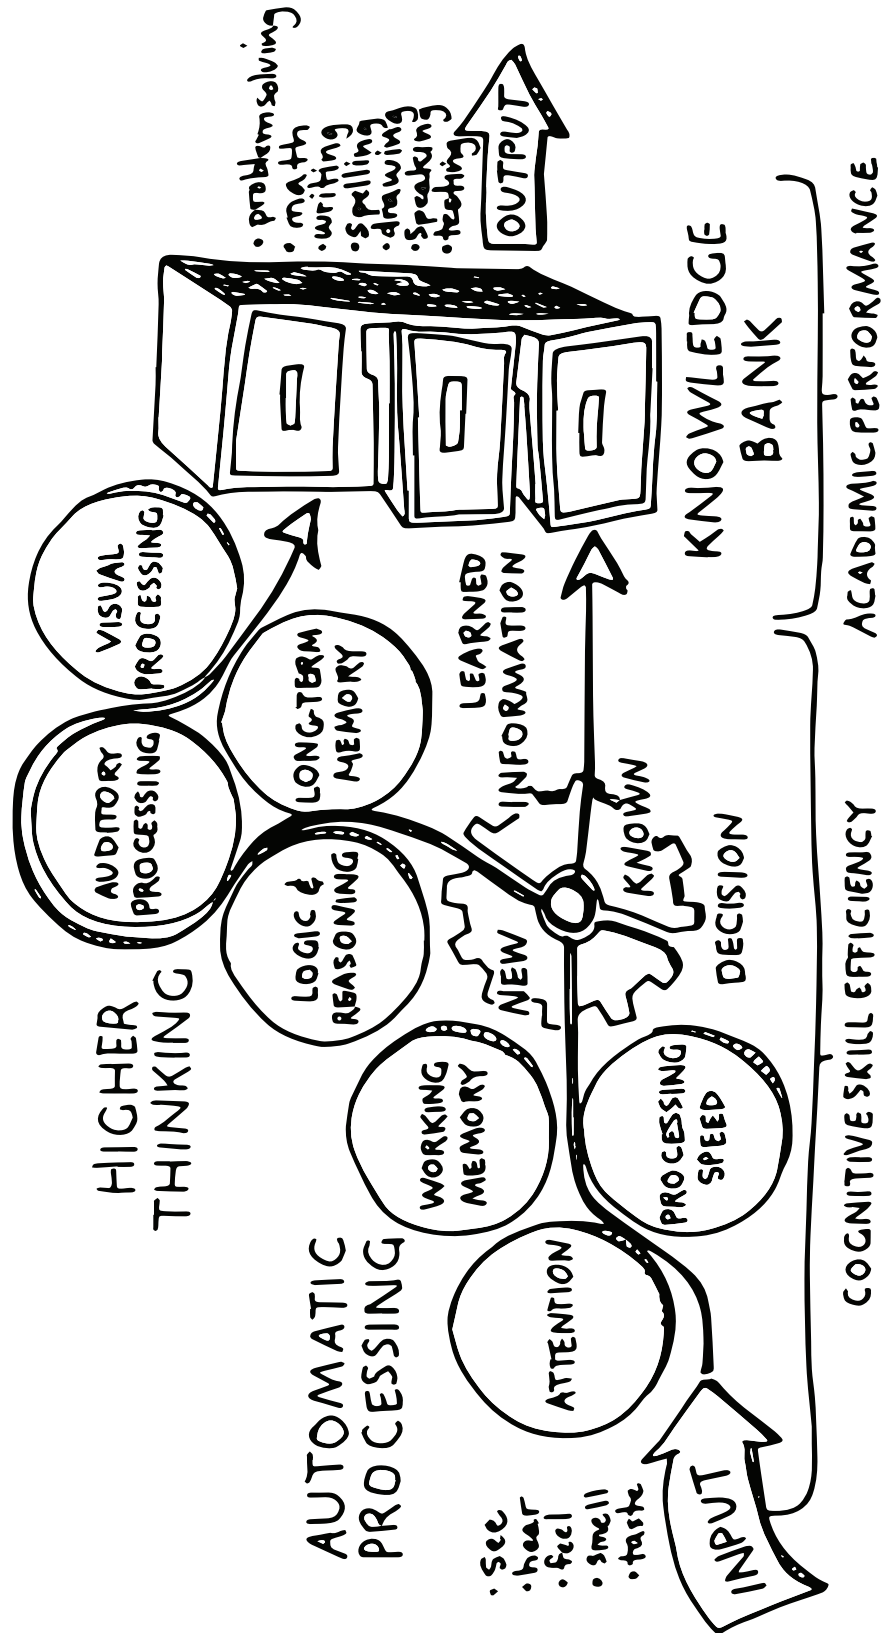 • see
• hear
• feel
• smell
• taste
INPUT
AUTOMATIC
PROCESSING
ATTENTION
WORKING
MEMORY
PROCESSING
SPEED
HIGHER
THINKING
NEW
KNOWN
DECISION
LOGIC &
REASONING
AUDITORY
PROCESSING
LONG-TERM
MEMORY
VISUAL
PROCESSING
LEARNED
INFORMATION
KNOWLEDGE
BANK
• problem solving
• math
• writing
• spelling
• drawing
• speaking
• testing
OUTPUT
COGNITIVE SKILL EFFICIENCY
ACADEMIC PERFORMANCE